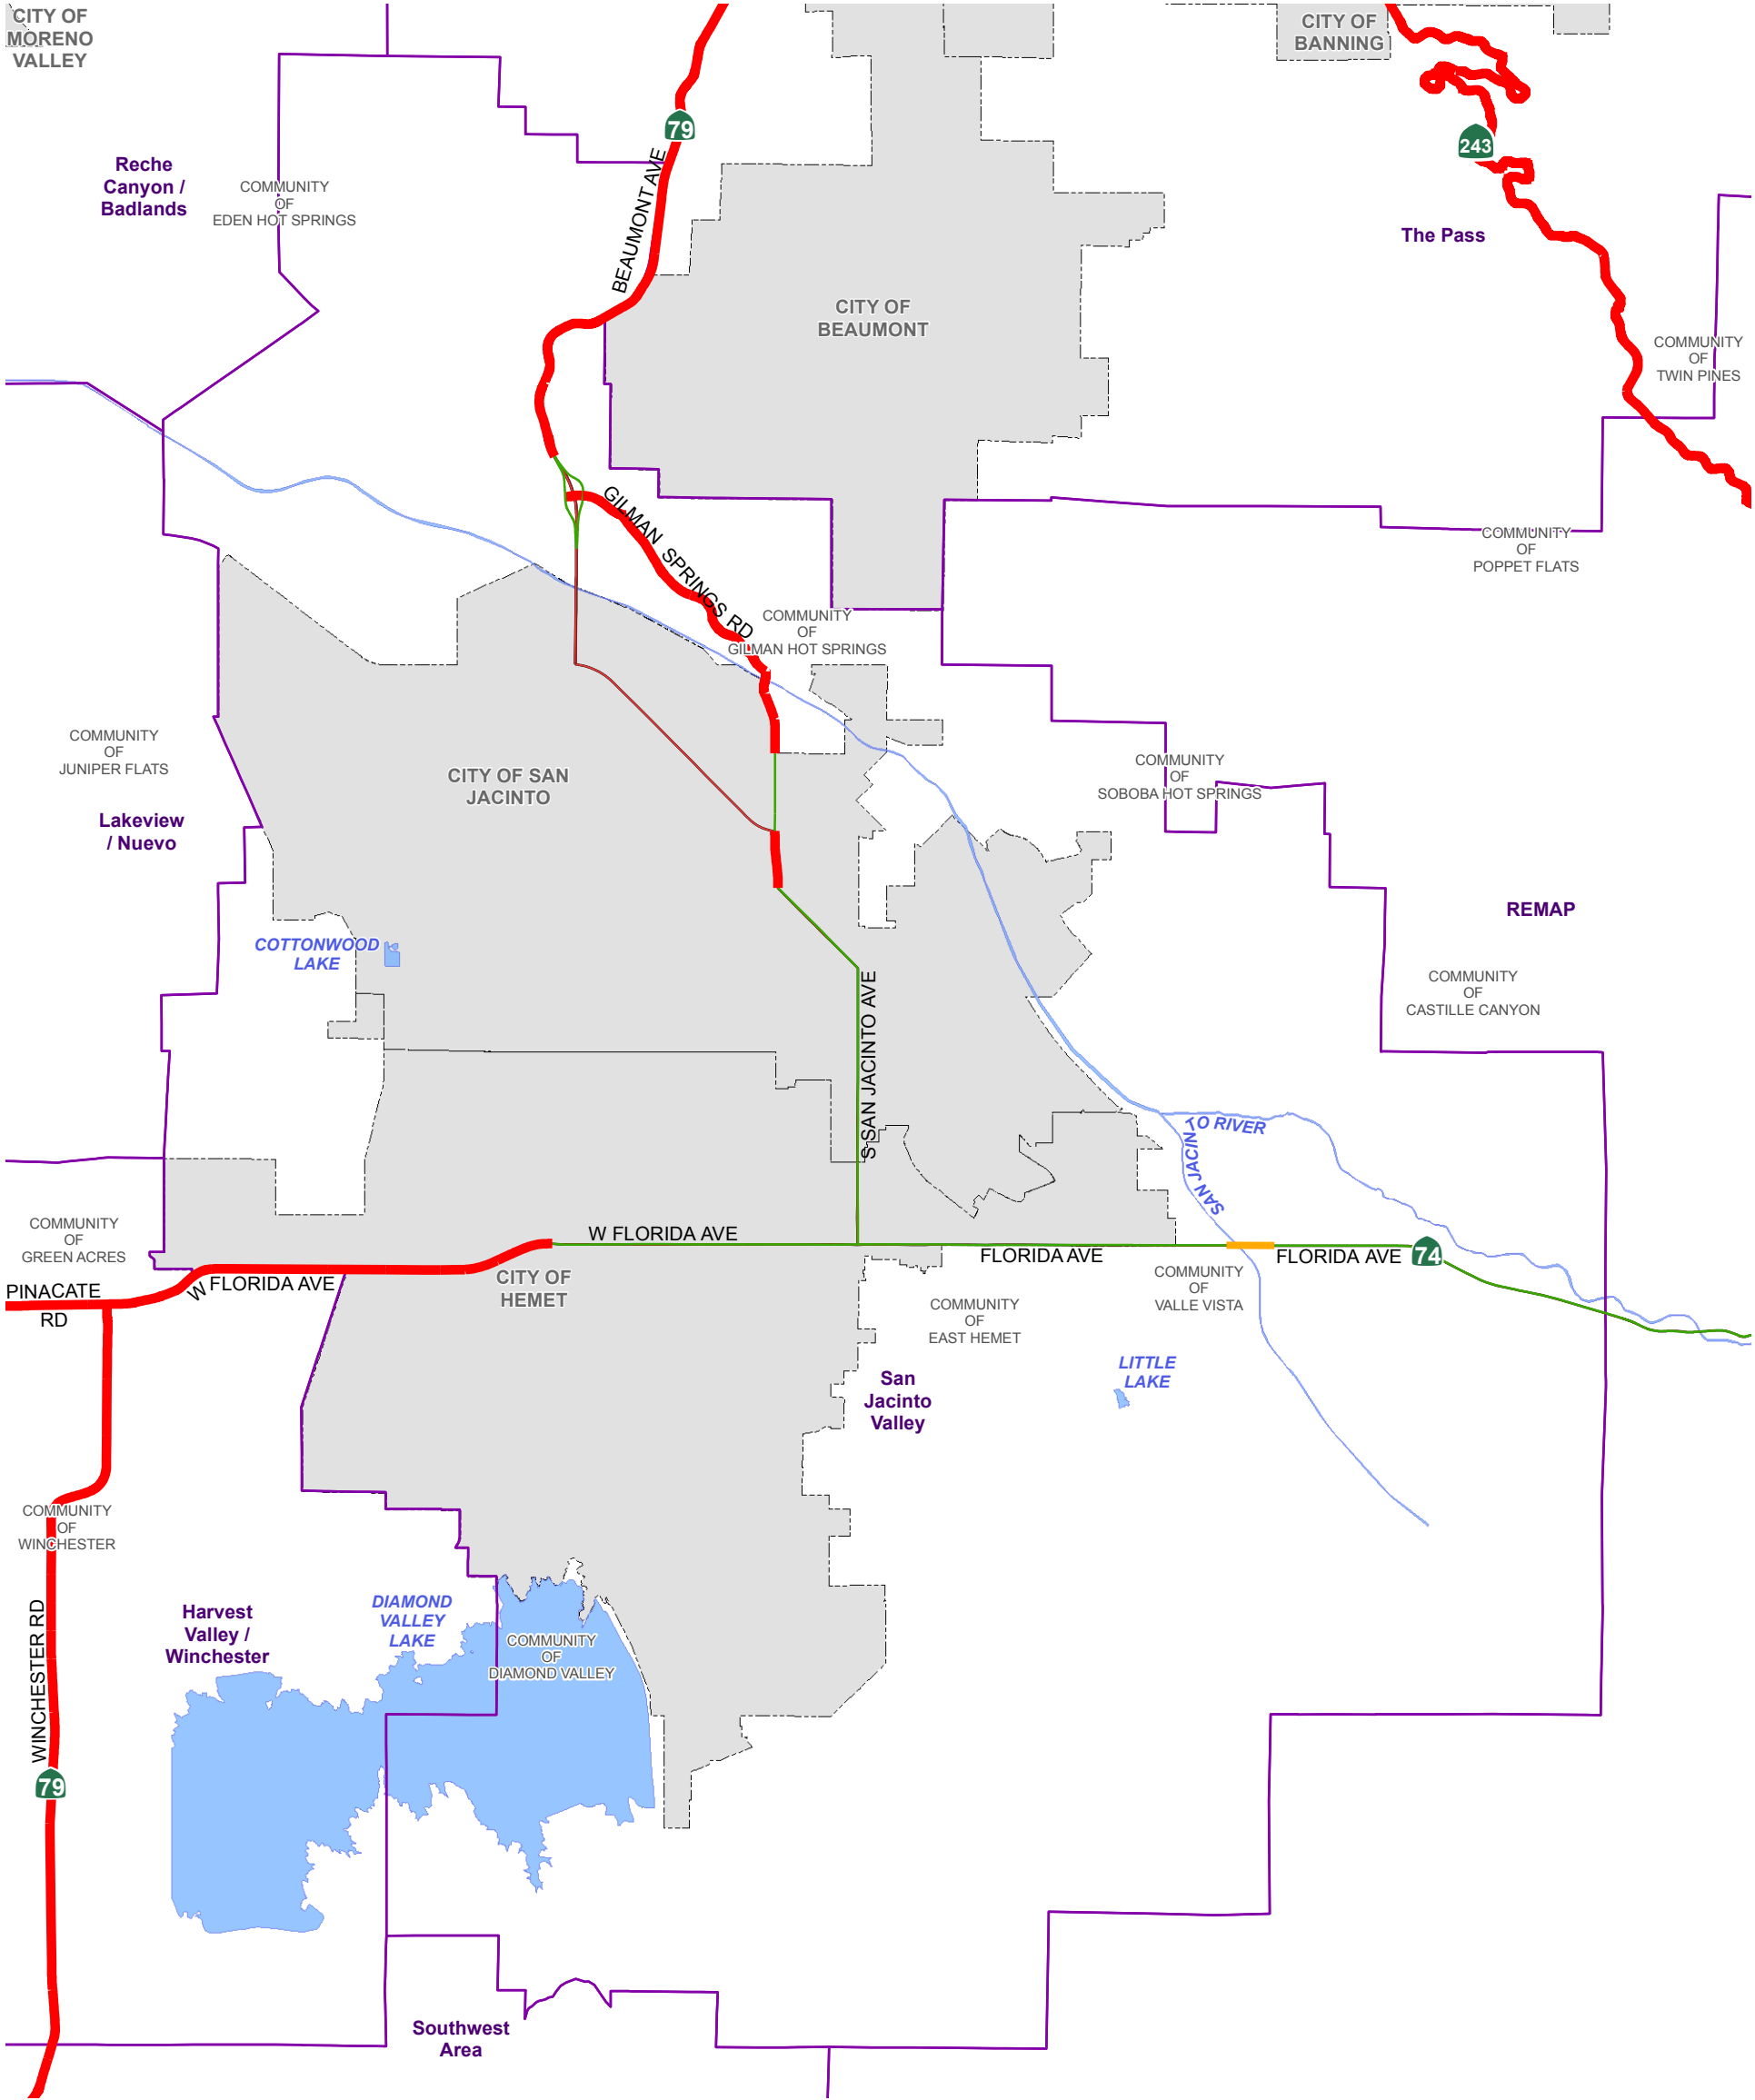 CITY OF
MORENO
VALLEY
CITY OF
BANNING
79
243
Reche
Canyon /
Badlands
COMMUNITY
OF
EDEN HOT SPRINGS
BEAUMONT AVE
The Pass
CITY OF
BEAUMONT
COMMUNITY
OF
TWIN PINES
GILMAN SPRINGS RD
COMMUNITY
OF
POPPET FLATS
COMMUNITY
OF
GILMAN HOT SPRINGS
COMMUNITY
OF
JUNIPER FLATS
CITY OF SAN
JACINTO
COMMUNITY
OF
SOBOBA HOT SPRINGS
Lakeview
/ Nuevo
REMAP
COTTONWOOD
LAKE
COMMUNITY
OF
CASTILLE CANYON
S SAN JACINTO AVE
SAN JACINTO RIVER
COMMUNITY
OF
GREEN ACRES
W FLORIDA AVE
FLORIDA AVE
FLORIDA AVE
74
PINACATE
RD
W FLORIDA AVE
CITY OF
HEMET
COMMUNITY
OF
VALLE VISTA
COMMUNITY
OF
EAST HEMET
LITTLE
LAKE
San
Jacinto
Valley
COMMUNITY
OF
WINCHESTER
WINCHESTER RD
Harvest
Valley /
Winchester
DIAMOND
VALLEY
LAKE
COMMUNITY
OF
DIAMOND VALLEY
79
Southwest
Area